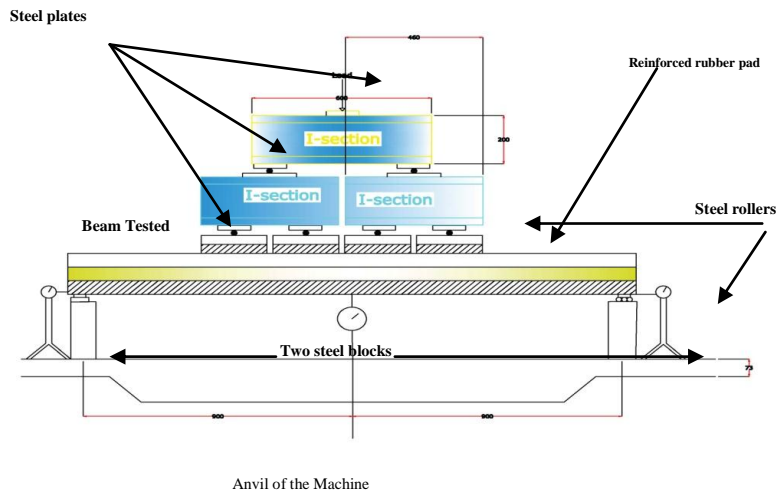 Steel plates
460
Reinforced rubber pad
Load
600
I-section
200
I-section
I-section
Steel rollers
Beam Tested
Two steel blocks
73
900
900
Anvil of the Machine